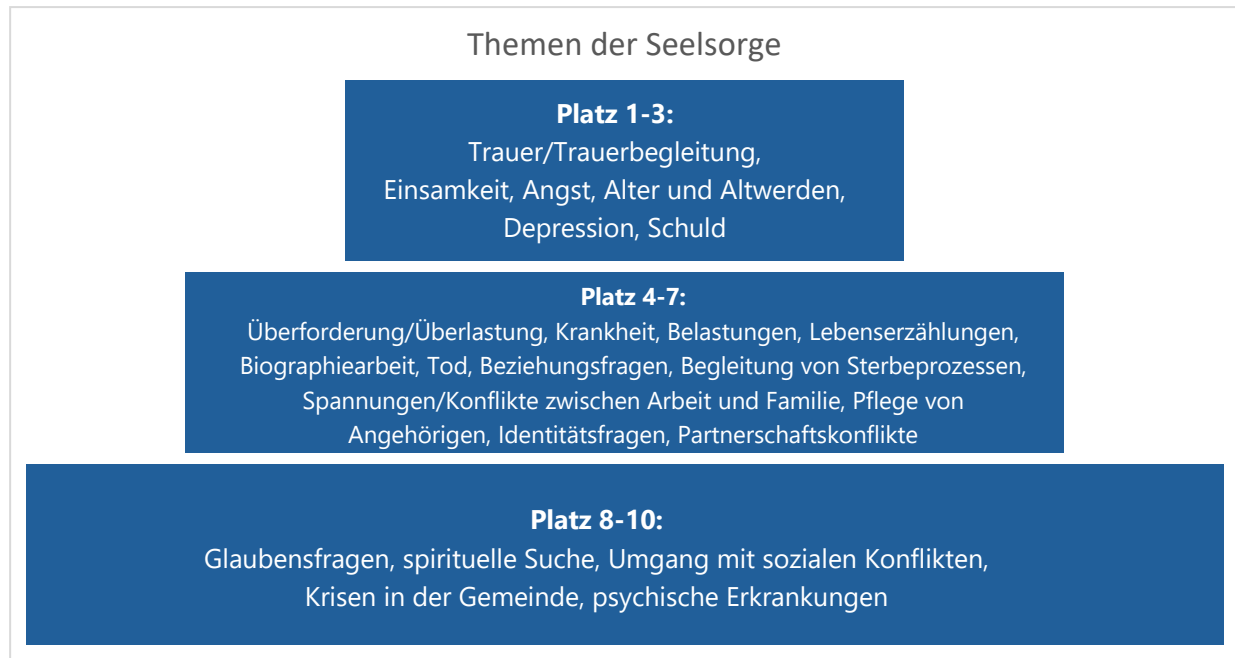 Themen der Seelsorge
Platz 1-3:
Trauer/Trauerbegleitung,
Einsamkeit, Angst, Alter und Altwerden,
Depression, Schuld
Platz 4-7:
Überforderung/Überlastung, Krankheit, Belastungen, Lebenserzählungen,
Biographiearbeit, Tod, Beziehungsfragen, Begleitung von Sterbeprozessen,
Spannungen/Konflikte zwischen Arbeit und Familie, Pflege von
Angehörigen, Identitätsfragen, Partnerschaftskonflikte
Platz 8-10:
Glaubensfragen, spirituelle Suche, Umgang mit sozialen Konflikten,
Krisen in der Gemeinde, psychische Erkrankungen